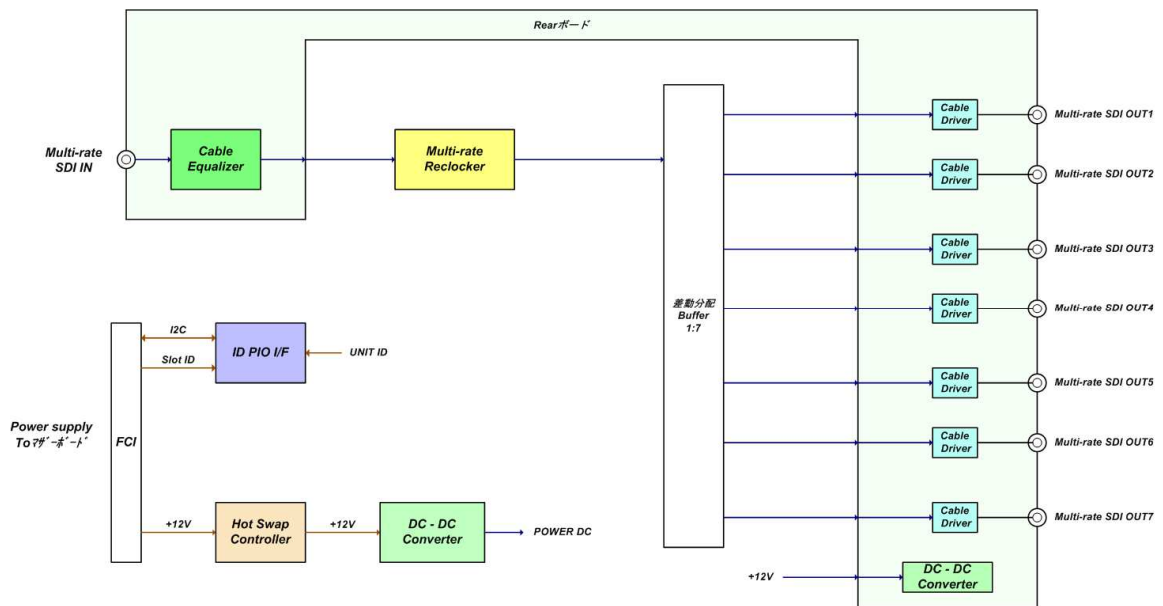 Rearボード
Multi-rate
SDI IN
Cable
Equalizer
Multi-rate
Reclocker
差動分配
Buffer
1:7
Cable
Driver
Multi-rate SDI OUT1
Cable
Driver
Multi-rate SDI OUT2
Cable
Driver
Multi-rate SDI OUT3
Cable
Driver
Multi-rate SDI OUT4
Cable
Driver
Multi-rate SDI OUT5
Cable
Driver
Multi-rate SDI OUT6
Cable
Driver
Multi-rate SDI OUT7
+12V
DC - DC
Converter
Power supply
Toﾏｻﾞｰﾎﾞｰﾄﾞ
FCI
I2C
Slot ID
ID PIO I/F
UNIT ID
+12V
Hot Swap
Controller
+12V
DC - DC
Converter
POWER DC